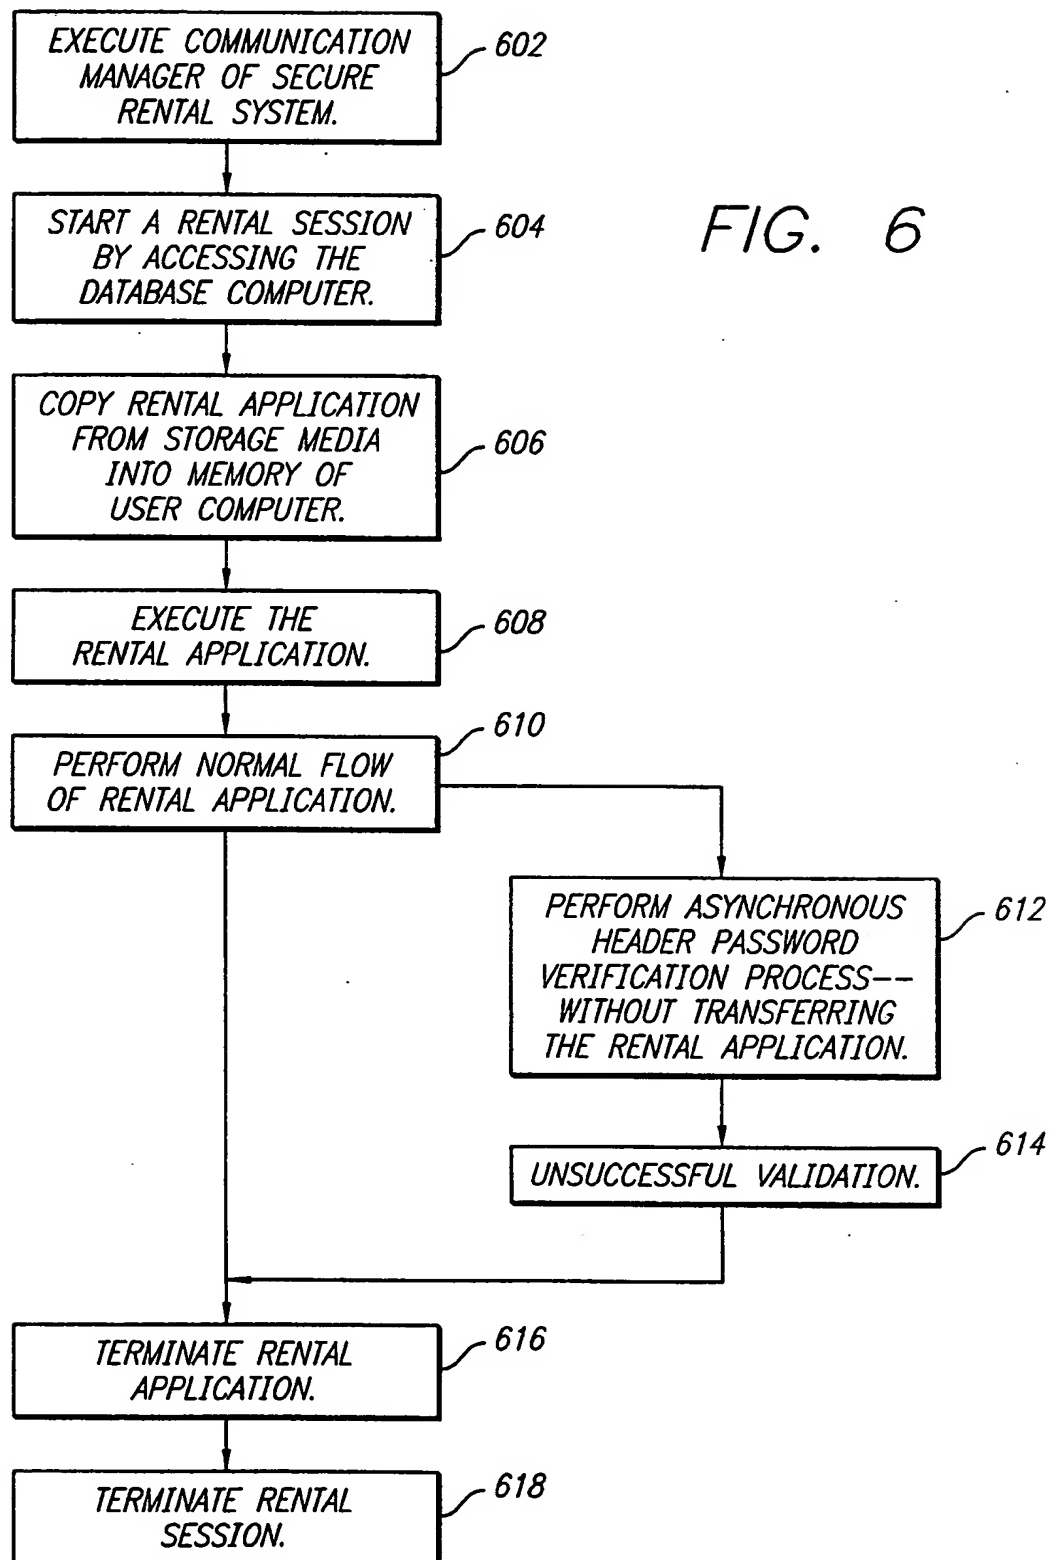 EXECUTE COMMUNICATION
MANAGER OF SECURE
RENTAL SYSTEM.
602
START A RENTAL SESSION
BY ACCESSING THE
DATABASE COMPUTER.
604
FIG. 6
COPY RENTAL APPLICATION
FROM STORAGE MEDIA
INTO MEMORY OF
USER COMPUTER.
606
EXECUTE THE
RENTAL APPLICATION.
608
PERFORM NORMAL FLOW
OF RENTAL APPLICATION.
610
PERFORM ASYNCHRONOUS
HEADER PASSWORD
VERIFICATION PROCESS--
WITHOUT TRANSFERRING
THE RENTAL APPLICATION.
612
UNSUCCESSFUL VALIDATION.
614
TERMINATE RENTAL
APPLICATION.
616
TERMINATE RENTAL
SESSION.
618